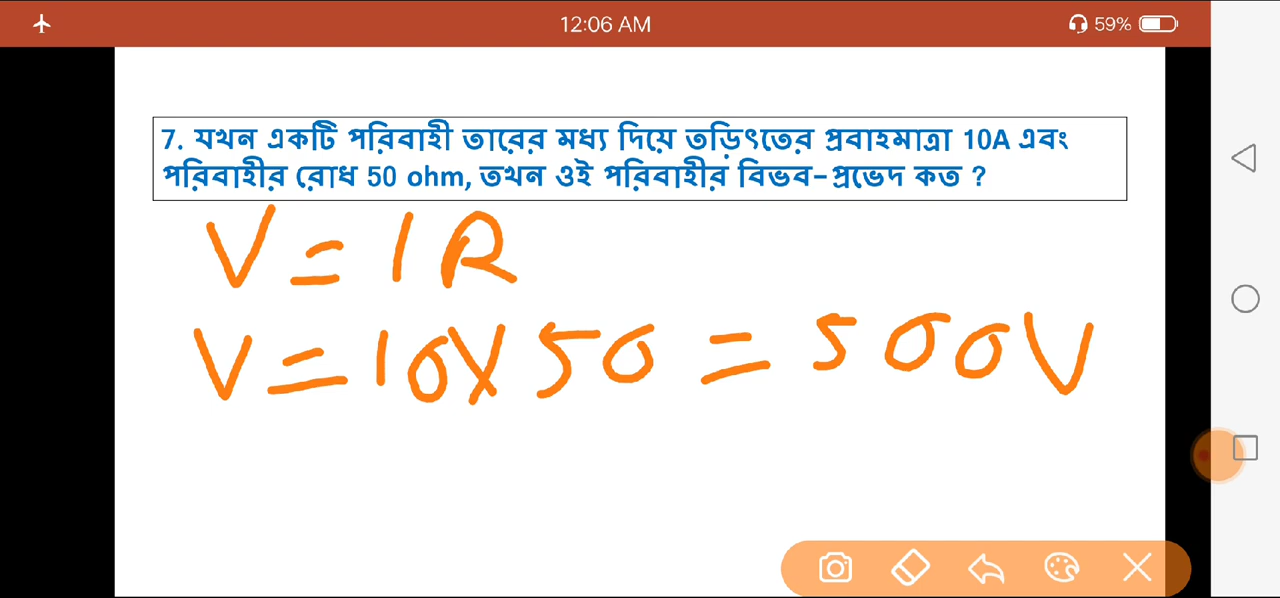 12:06 AM
59%
7. যখন একটি পরিবাহী তারের মধ্য দিয়ে তড়িৎতের প্রবাহমাত্রা 10A এবং
পরিবাহীর রোধ 50 ohm, তখন ওই পরিবাহীর বিভব-প্রভেদ কত ?
V = I R
V = 10 X 50 = 500V